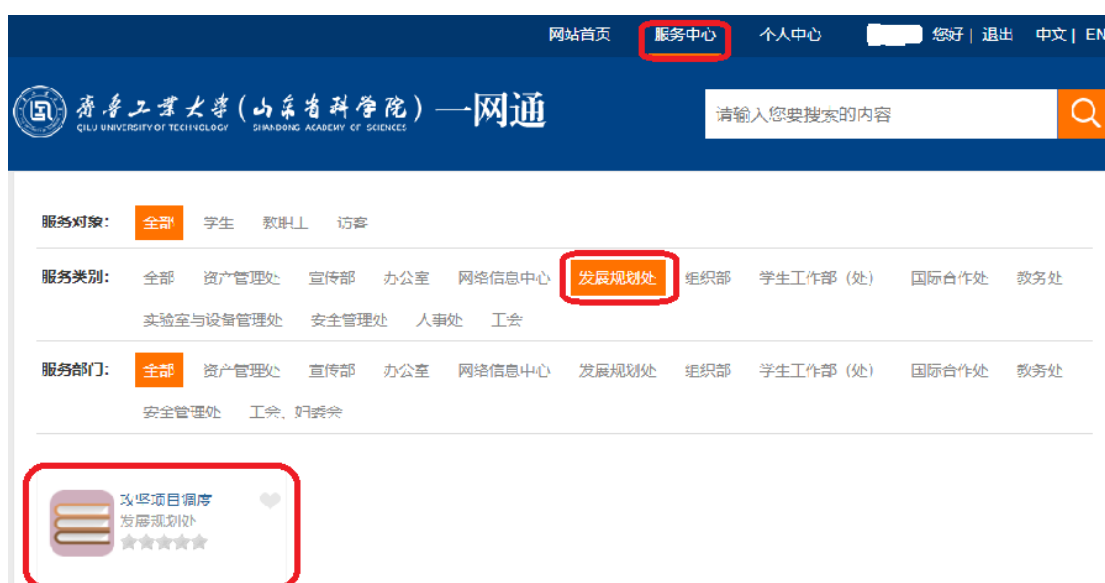 网站首页 服务中心 个人中心 您好 | 退出 中文 | EN
齐鲁工业大学(山东省科学院) 一网通
QILU UNIVERSITY OF TECHNOLOGY SHANDONG ACADEMY OF SCIENCES
请输入您要搜索的内容
服务对象: 全部 学生 教职工 访客
服务类别: 全部 资产管理处 宣传部 办公室 网络信息中心 发展规划处 组织部 学生工作部（处） 国际合作处 教务处
实验室与设备管理处 安全管理处 人事处 工会
服务部门: 全部 资产管理处 宣传部 办公室 网络信息中心 发展规划处 组织部 学生工作部（处） 国际合作处 教务处
安全管理处 工会、妇委会
攻坚项目调度
发展规划处